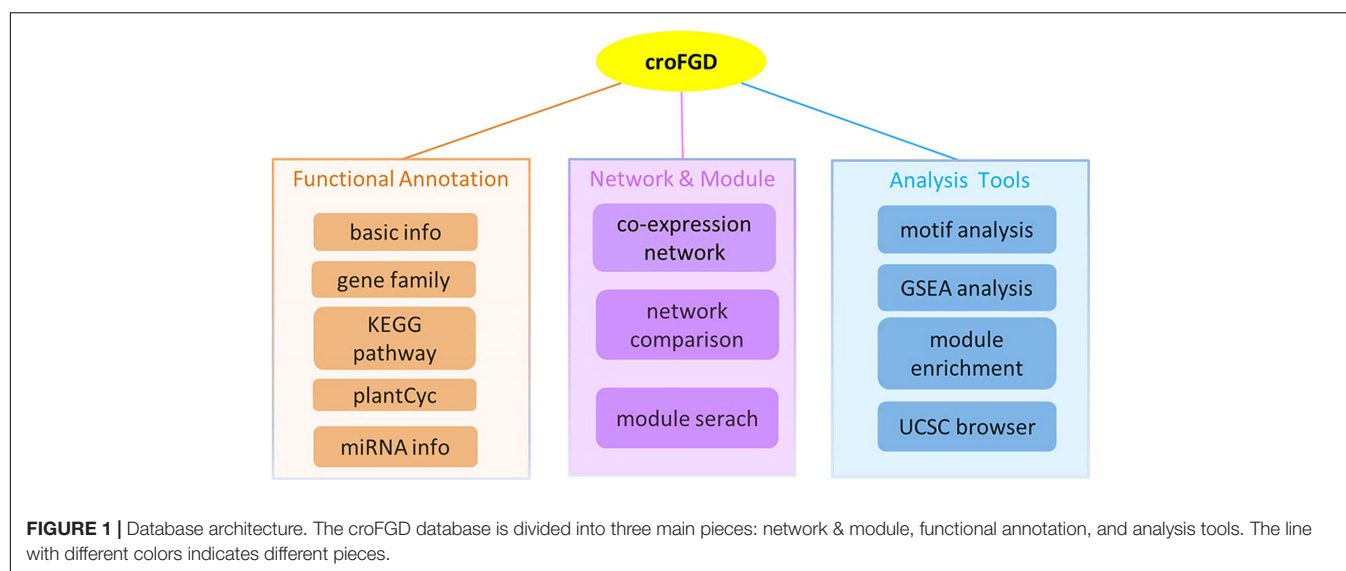 croFGD
Functional Annotation
basic info
gene family
KEGG
pathway
plantCyc
miRNA info
Network & Module
co-expression
network
network
comparison
module serach
Analysis Tools
motif analysis
GSEA analysis
module
enrichment
UCSC browser
FIGURE 1 | Database architecture. The croFGD database is divided into three main pieces: network & module, functional annotation, and analysis tools. The line
with different colors indicates different pieces.